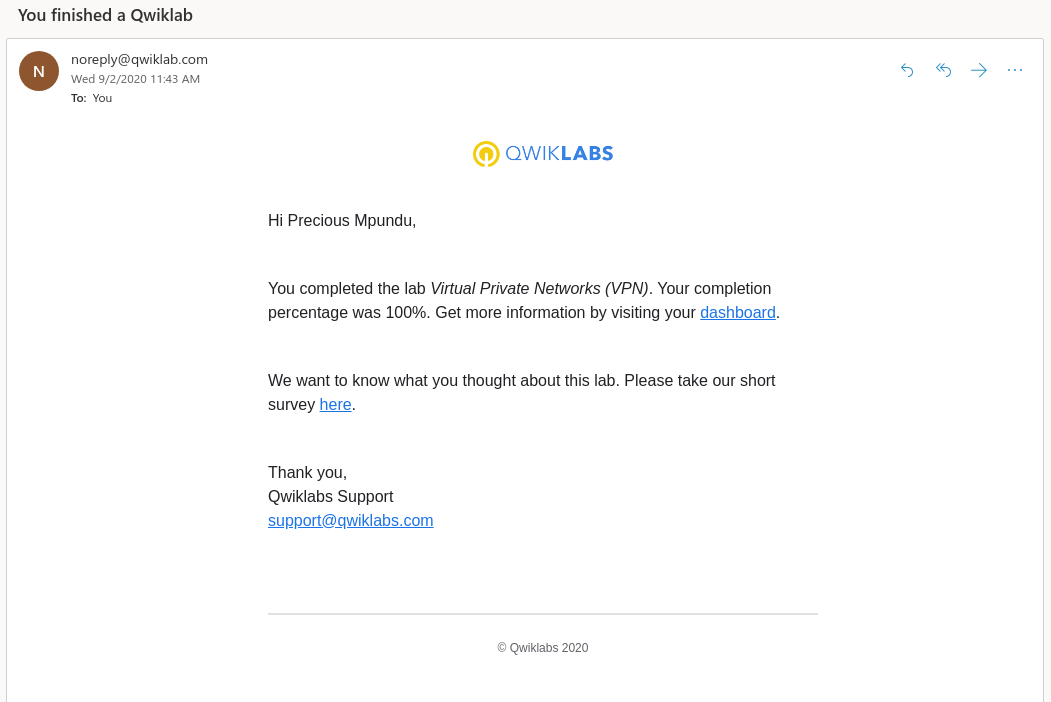 You finished a Qwiklab
N
noreply@qwiklab.com
Wed 9/2/2020 11:43 AM
To: You
QWIKLABS
Hi Precious Mpundu,
You completed the lab Virtual Private Networks (VPN). Your completion
percentage was 100%. Get more information by visiting your dashboard.
We want to know what you thought about this lab. Please take our short
survey here.
Thank you,
Qwiklabs Support
support@qwiklabs.com
© Qwiklabs 2020